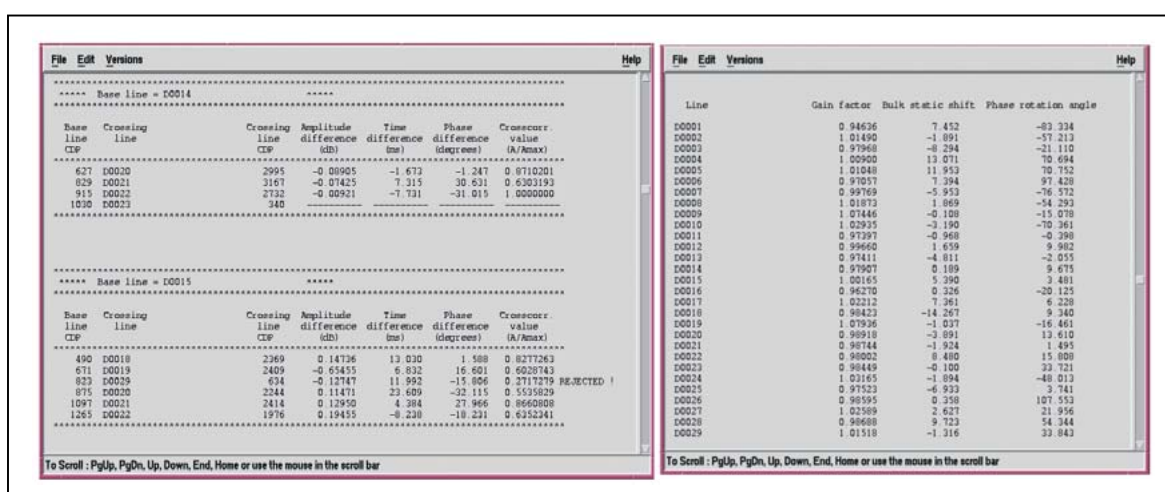 File Edit Versions Help
***** Base line = D0014 *****
Base Crossing Crossing Amplitude Time Phase Crosscorr.
line line line difference difference difference value
CDP CDP (dB) (ms) (degrees) (A/Amax)
627 D0020 2995 -0.08905 -1.673 -1.247 0.8710201
829 D0021 3167 -0.07425 7.315 30.631 0.6303193
915 D0022 2732 -0.00921 -7.731 -31.015 1.0000000
1030 D0023 340 ---------- ---------- ---------- ----------
***** Base line = D0015 *****
Base Crossing Crossing Amplitude Time Phase Crosscorr.
line line line difference difference difference value
CDP CDP (dB) (ms) (degrees) (A/Amax)
490 D0018 2369 0.14736 13.030 1.588 0.8277263
671 D0019 2409 -0.65455 6.832 16.601 0.6028743
823 D0029 634 -0.12747 11.992 -15.806 0.2717279 REJECTED !
875 D0020 2244 0.11471 23.609 -32.115 0.5535829
1097 D0021 2414 0.12950 4.384 27.966 0.8660808
1265 D0022 1976 0.19455 -8.238 -18.231 0.6352341
To Scroll : PgUp, PgDn, Up, Down, End, Home or use the mouse in the scroll bar
File Edit Versions Help
Line Gain factor Bulk static shift Phase rotation angle
D0001 0.94636 7.452 -83.334
D0002 1.01490 -1.891 -57.213
D0003 0.97968 -8.294 -21.110
D0004 1.00900 13.071 70.694
D0005 1.01048 11.953 70.752
D0006 0.97057 7.394 97.428
D0007 0.99769 -5.953 -76.572
D0008 1.01873 1.869 -54.293
D0009 1.07446 -0.108 -15.078
D0010 1.02935 -3.190 -70.361
D0011 0.97397 -0.968 -0.398
D0012 0.99660 1.659 9.982
D0013 0.97411 -4.811 -2.055
D0014 0.97907 0.189 9.675
D0015 1.00165 5.390 3.481
D0016 0.96270 0.326 -20.125
D0017 1.02212 7.361 6.228
D0018 0.98423 -14.267 9.340
D0019 1.07936 -1.037 -16.461
D0020 0.98918 -3.891 13.610
D0021 0.98744 -1.924 1.495
D0022 0.98002 8.480 15.808
D0023 0.98449 -0.100 33.721
D0024 1.03165 -1.894 -48.013
D0025 0.97523 -6.933 3.741
D0026 0.98595 0.358 107.553
D0027 1.02589 2.627 21.956
D0028 0.98688 9.723 54.344
D0029 1.01518 -1.316 33.843
To Scroll : PgUp, PgDn, Up, Down, End, Home or use the mouse in the scroll bar